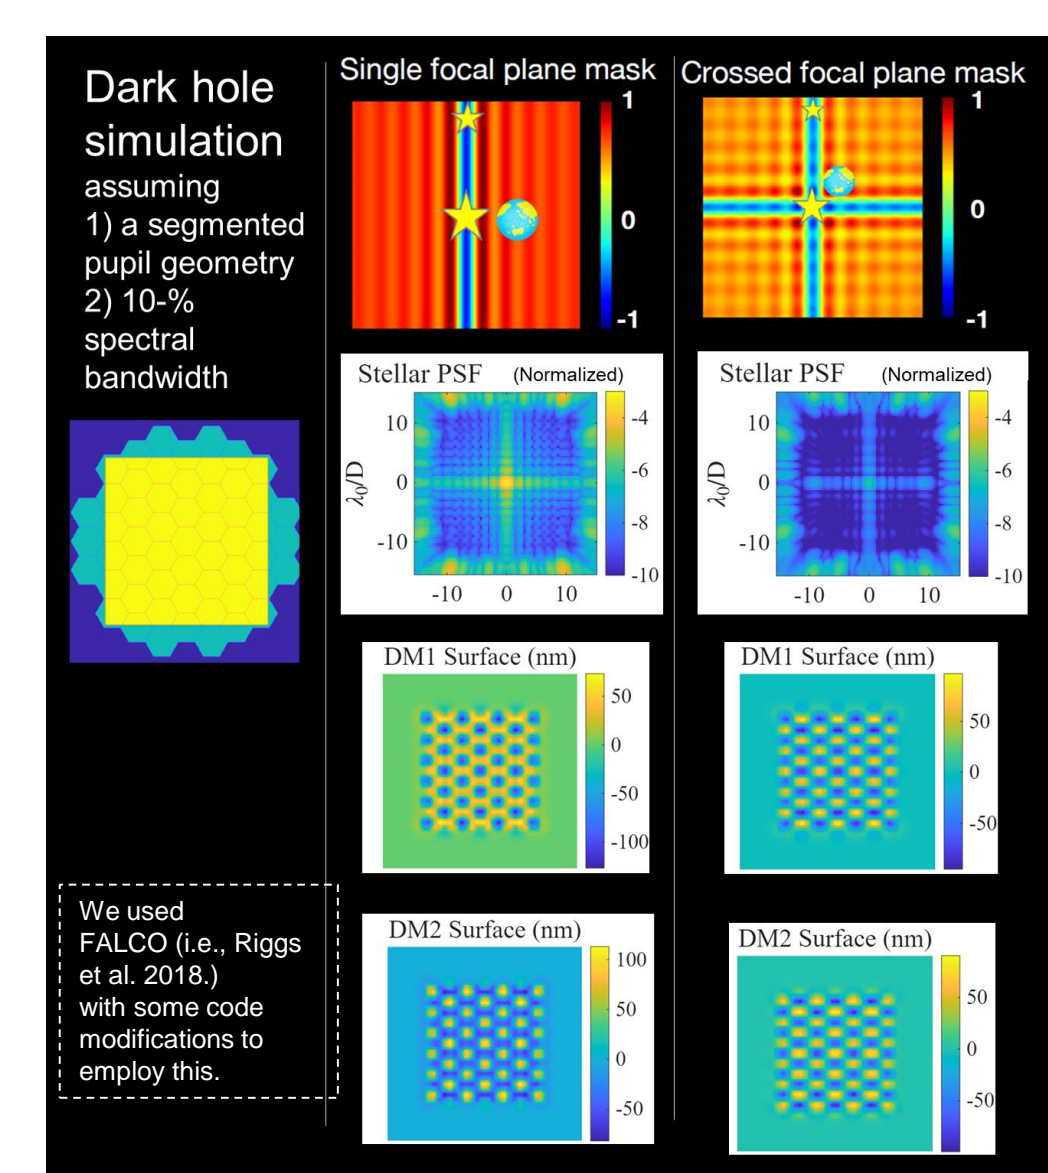 Dark hole
simulation
assuming
1) a segmented
pupil geometry
2) 10-%
spectral
bandwidth
We used
FALCO (i.e., Riggs
et al. 2018.)
with some code
modifications to
employ this.
Single focal plane mask
1
0
-1
Stellar PSF (Normalized)
10
0
-10
λ₀/D
-10 0 10
-4
-6
-8
-10
DM1 Surface (nm)
50
0
-50
-100
DM2 Surface (nm)
100
50
0
-50
Crossed focal plane mask
1
0
-1
Stellar PSF (Normalized)
10
0
-10
λ₀/D
-10 0 10
-4
-6
-8
-10
DM1 Surface (nm)
50
0
-50
DM2 Surface (nm)
50
0
-50